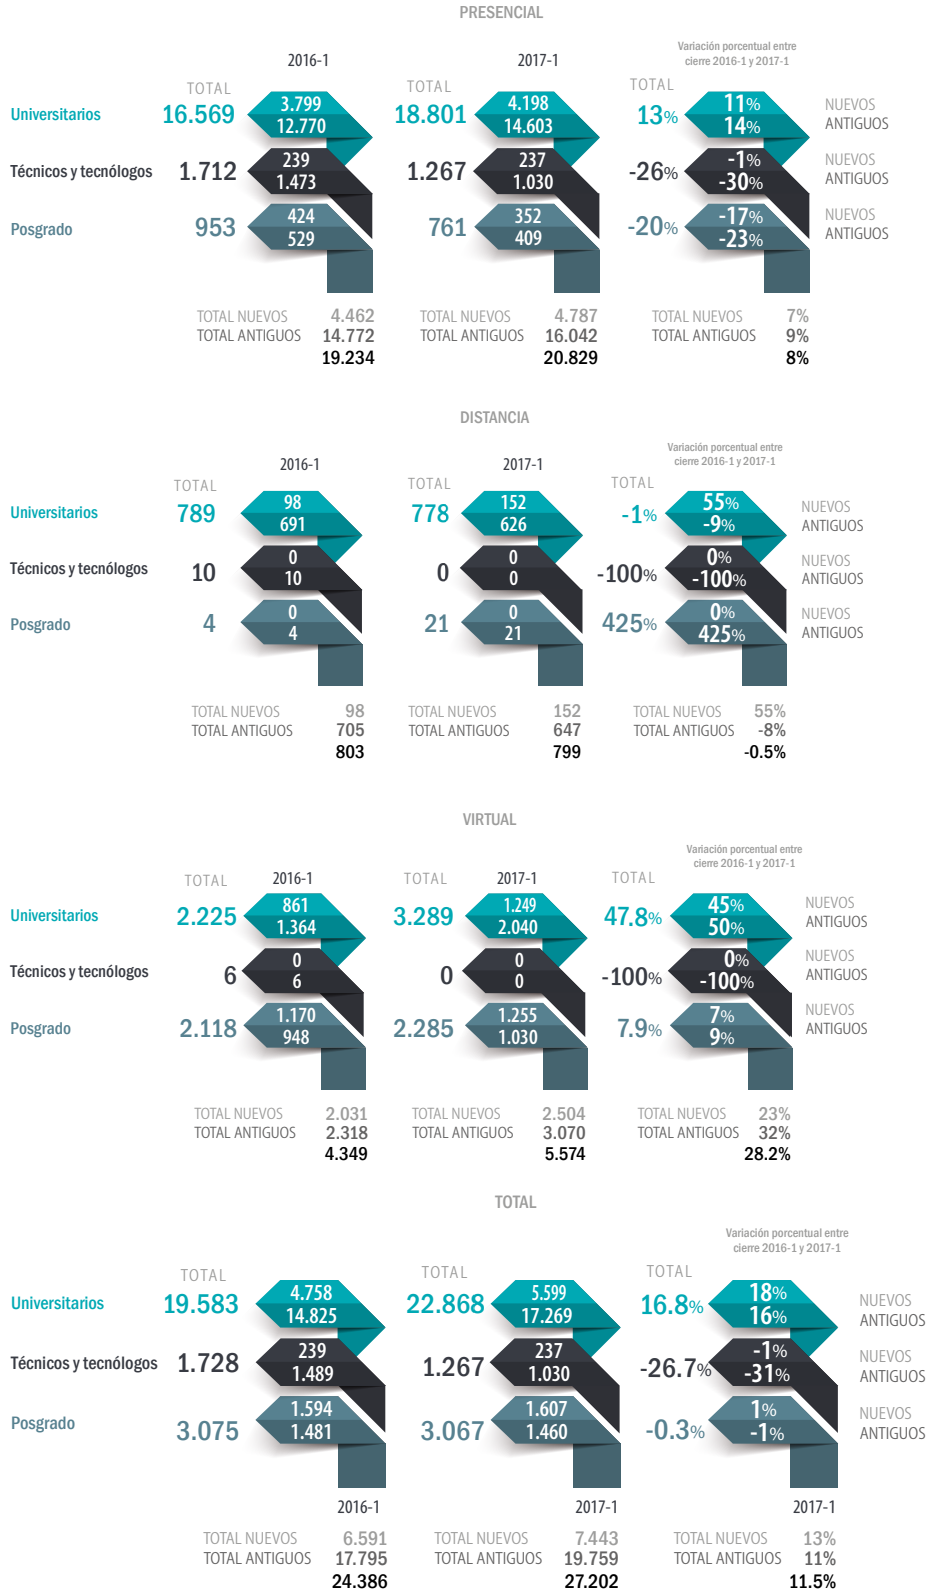 PRESENCIAL
2016-1
2017-1
Variación porcentual entre
cierre 2016-1 y 2017-1
TOTAL
TOTAL
TOTAL
Universitarios 16.569 3.799 18.801 4.198 13% 11% NUEVOS
12.770 14.603 14% ANTIGUOS
Técnicos y tecnólogos 1.712 239 1.267 237 -26% -1% NUEVOS
1.473 1.030 -30% ANTIGUOS
Posgrado 953 424 761 352 -20% -17% NUEVOS
529 409 -23% ANTIGUOS
TOTAL NUEVOS 4.462 TOTAL NUEVOS 4.787 TOTAL NUEVOS 7%
TOTAL ANTIGUOS 14.772 TOTAL ANTIGUOS 16.042 TOTAL ANTIGUOS 9%
19.234 20.829 8%
DISTANCIA
Variación porcentual entre
cierre 2016-1 y 2017-1
2016-1
2017-1
TOTAL
TOTAL
TOTAL
Universitarios 789 98 778 152 -1% 55% NUEVOS
691 626 -9% ANTIGUOS
Técnicos y tecnólogos 10 0 0 0 -100% 0% NUEVOS
10 0 -100% ANTIGUOS
Posgrado 4 0 21 0 425% 0% NUEVOS
4 21 425% ANTIGUOS
TOTAL NUEVOS 98 TOTAL NUEVOS 152 TOTAL NUEVOS 55%
TOTAL ANTIGUOS 705 TOTAL ANTIGUOS 647 TOTAL ANTIGUOS -8%
803 799 -0.5%
VIRTUAL
Variación porcentual entre
cierre 2016-1 y 2017-1
TOTAL 2016-1 TOTAL 2017-1 TOTAL
Universitarios 2.225 861 3.289 1.249 47.8% 45% NUEVOS
1.364 2.040 50% ANTIGUOS
Técnicos y tecnólogos 6 0 0 0 -100% 0% NUEVOS
6 0 -100% ANTIGUOS
Posgrado 2.118 1.170 2.285 1.255 7.9% 7% NUEVOS
948 1.030 9% ANTIGUOS
TOTAL NUEVOS 2.031 TOTAL NUEVOS 2.504 TOTAL NUEVOS 23%
TOTAL ANTIGUOS 2.318 TOTAL ANTIGUOS 3.070 TOTAL ANTIGUOS 32%
4.349 5.574 28.2%
TOTAL
Variación porcentual entre
cierre 2016-1 y 2017-1
TOTAL
TOTAL
TOTAL
Universitarios 19.583 4.758 22.868 5.599 16.8% 18% NUEVOS
14.825 17.269 16% ANTIGUOS
Técnicos y tecnólogos 1.728 239 1.267 237 -26.7% -1% NUEVOS
1.489 1.030 -31% ANTIGUOS
Posgrado 3.075 1.594 3.067 1.607 -0.3% 1% NUEVOS
1.481 1.460 -1% ANTIGUOS
2016-1 2017-1 2017-1
TOTAL NUEVOS 6.591 TOTAL NUEVOS 7.443 TOTAL NUEVOS 13%
TOTAL ANTIGUOS 17.795 TOTAL ANTIGUOS 19.759 TOTAL ANTIGUOS 11%
24.386 27.202 11.5%